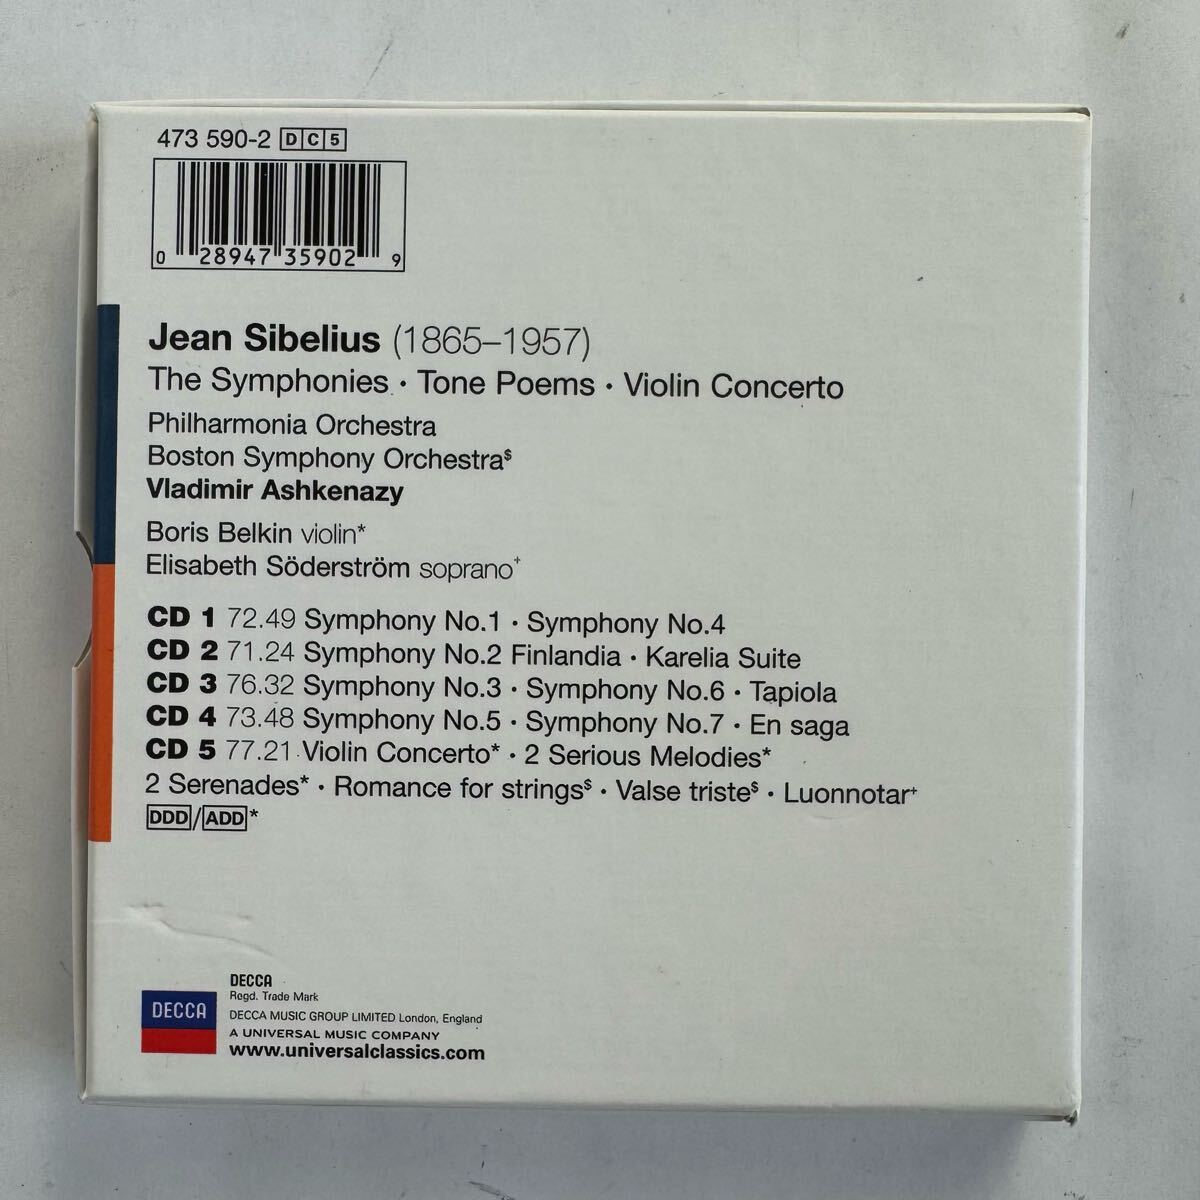 473 590-2 DC5
0 28947 35902 9
Jean Sibelius (1865–1957)
The Symphonies · Tone Poems · Violin Concerto
Philharmonia Orchestra
Boston Symphony Orchestra$
Vladimir Ashkenazy
Boris Belkin violin*
Elisabeth Söderström soprano+
CD 1 72.49 Symphony No.1 · Symphony No.4
CD 2 71.24 Symphony No.2 Finlandia · Karelia Suite
CD 3 76.32 Symphony No.3 · Symphony No.6 · Tapiola
CD 4 73.48 Symphony No.5 · Symphony No.7 · En saga
CD 5 77.21 Violin Concerto* · 2 Serious Melodies*
2 Serenades* · Romance for strings$ · Valse triste$ · Luonnotar+
DDD/ADD*
DECCA
DECCA
Regd. Trade Mark
DECCA MUSIC GROUP LIMITED London, England
A UNIVERSAL MUSIC COMPANY
www.universalclassics.com